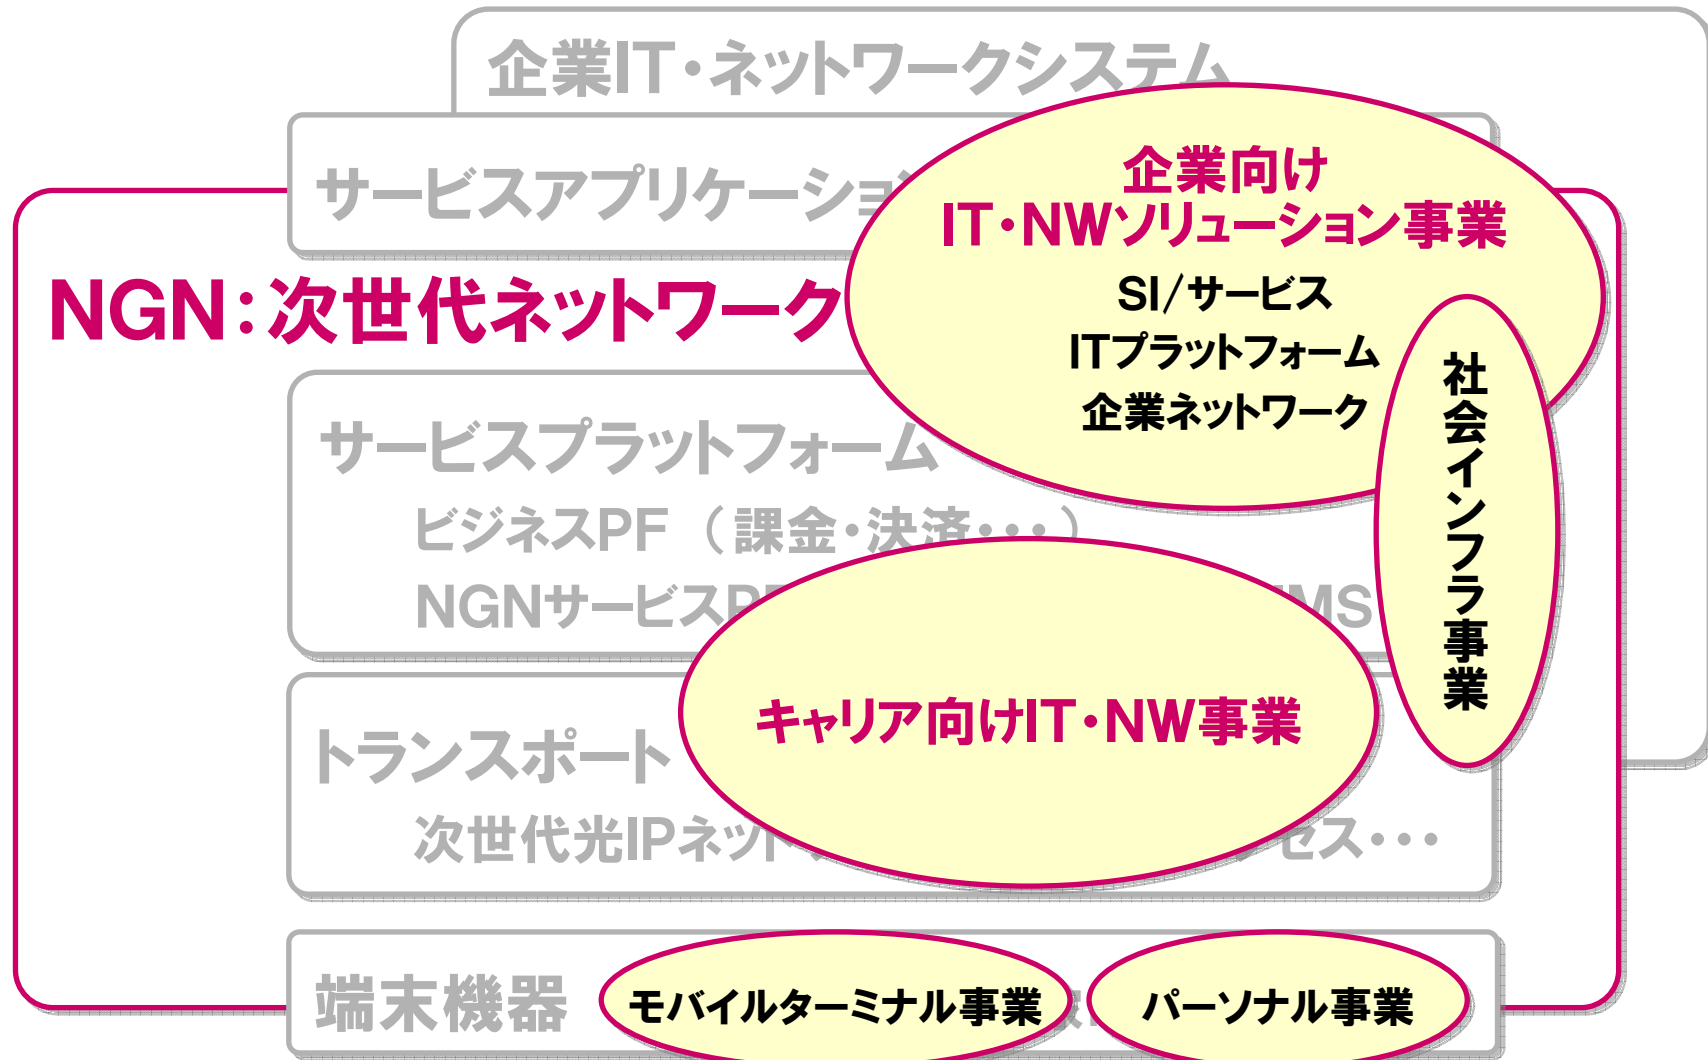 企業IT・ネットワークシステム
サービスアプリケーション
企業向け
IT・NWソリューション事業
SI/サービス
ITプラットフォーム
企業ネットワーク
NGN：次世代ネットワーク
社会インフラ事業
サービスプラットフォーム
ビジネスPF （課金・決済・・・）
NGNサービスP MS
キャリア向けIT・NW事業
トランスポート
次世代光IPネット セス・・・
端末機器
モバイルターミナル事業
パーソナル事業